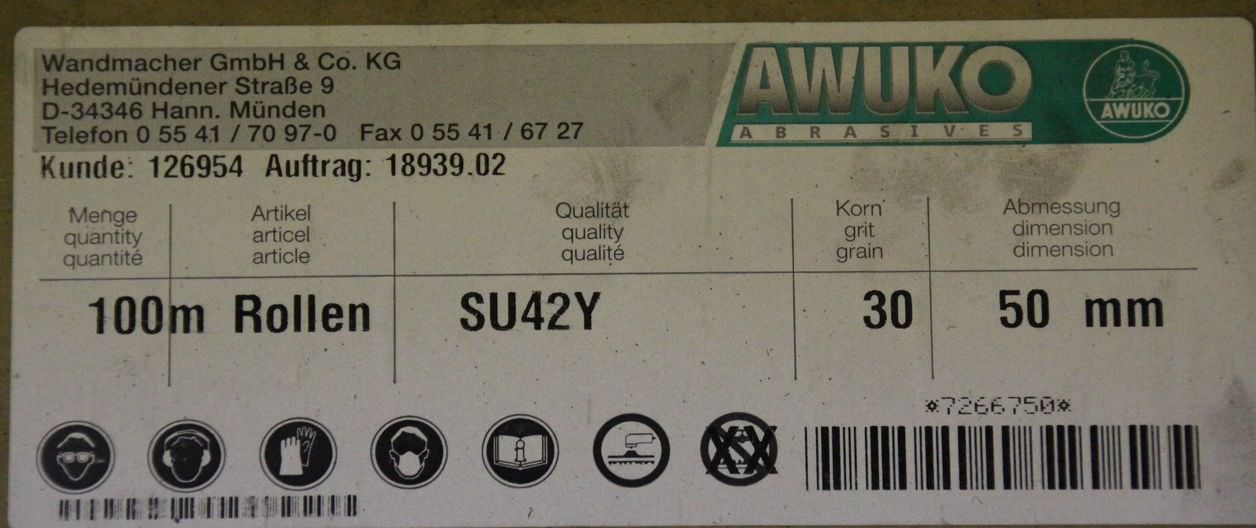 Wandmacher GmbH & Co. KG
Hedemündener Straße 9
D-34346 Hann. Münden
Telefon 0 55 41 / 70 97-0 Fax 0 55 41 / 67 27
AWUKO
ABRASIVES
AWUKO
Kunde: 126954 Auftrag: 18939.02
Menge
quantity
quantité
Artikel
articel
article
Qualität
quality
qualité
Korn
grit
grain
Abmessung
dimension
dimension
100m Rollen SU42Y 30 50 mm
*7266750*
XX